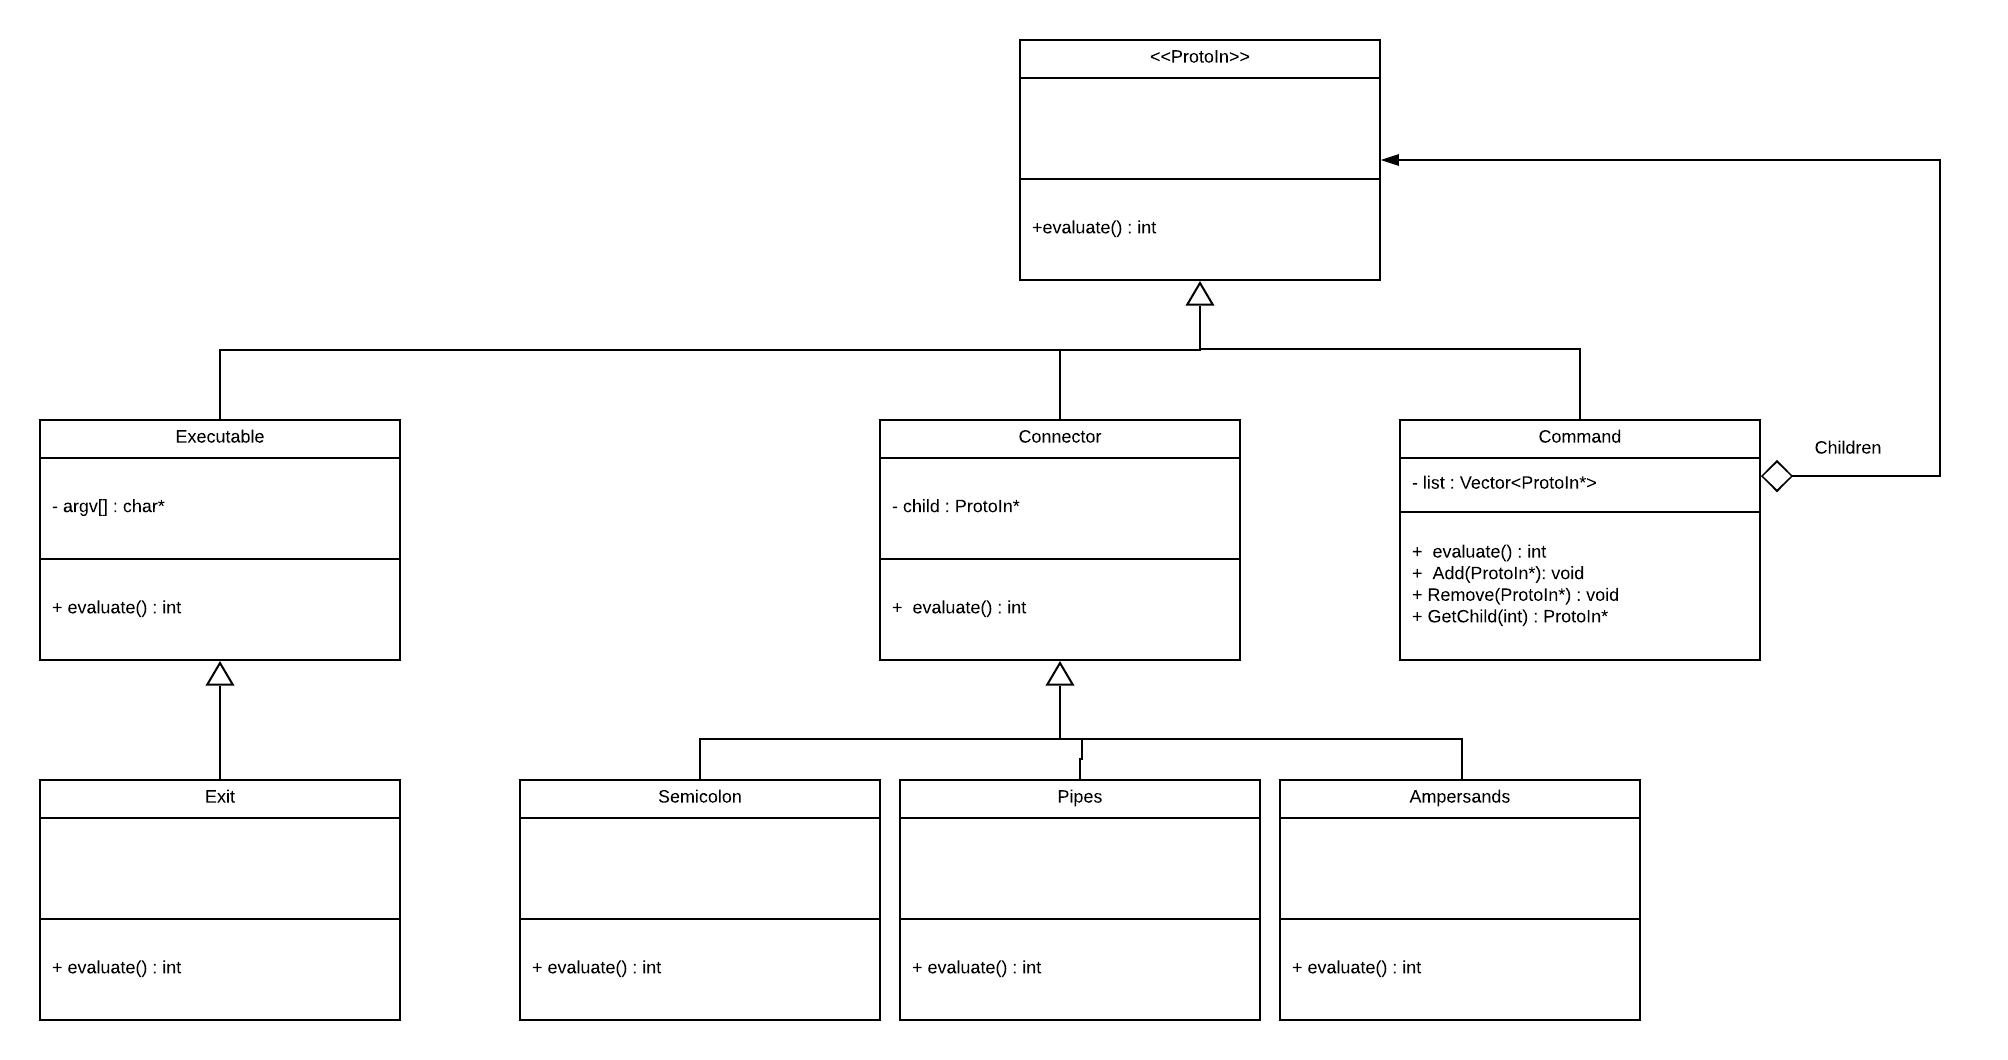 <<ProtoIn>>
+evaluate() : int
Executable
- argv[] : char*
+ evaluate() : int
Connector
- child : ProtoIn*
+  evaluate() : int
Command
- list : Vector<ProtoIn*>
+  evaluate() : int
+  Add(ProtoIn*): void
+ Remove(ProtoIn*) : void
+ GetChild(int) : ProtoIn*
Children
Exit
+ evaluate() : int
Semicolon
+ evaluate() : int
Pipes
+ evaluate() : int
Ampersands
+ evaluate() : int